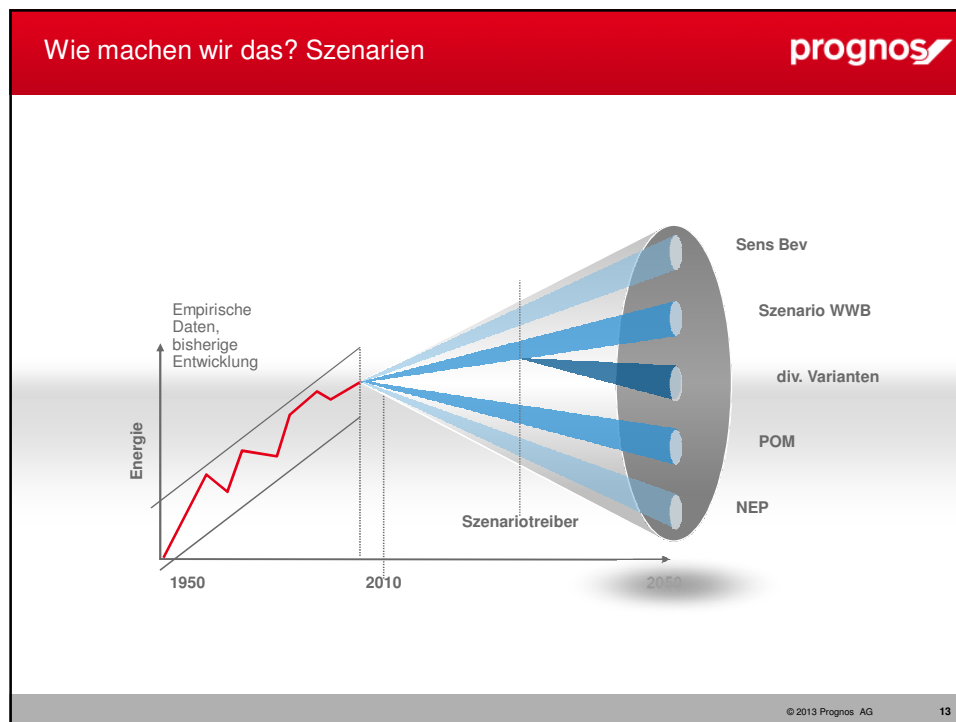 Wie machen wir das? Szenarien
prognos
Sens Bev
Empirische
Daten,
bisherige
Entwicklung
Szenario WWB
div. Varianten
Energie
POM
NEP
Szenariotreiber
1950
2010
2050
© 2013 Prognos AG
13